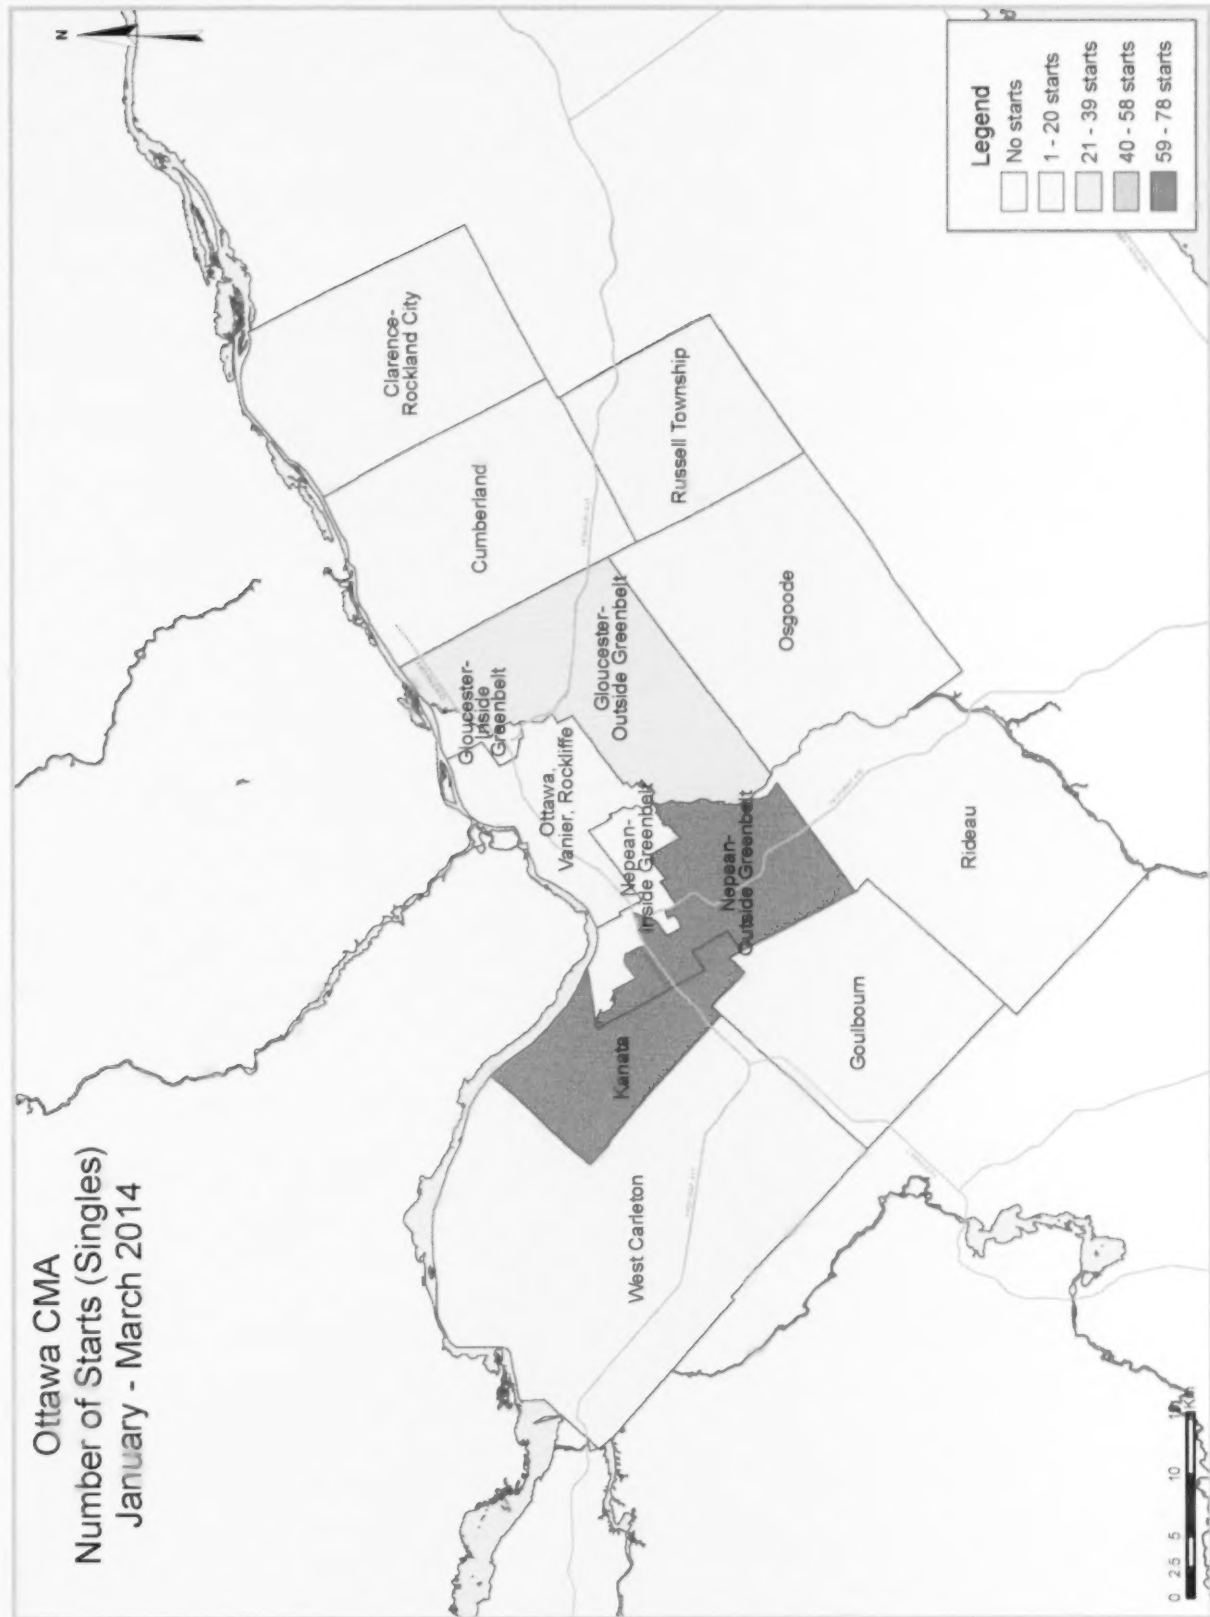 Ottawa CMA
Number of Starts (Singles)
January - March 2014
N
Clarence-
Rockland City
Cumberland
Russell Township
Gloucester-
Inside
Greenbelt
Gloucester-
Outside Greenbelt
Osgoode
Ottawa,
Vanier, Rockliffe
Nepean-
Inside Greenbelt
Nepean-
Outside Greenbelt
Rideau
Kanata
Goulbourn
West Carleton
Legend
No starts
1 - 20 starts
21 - 39 starts
40 - 58 starts
59 - 78 starts
0 2.5 5 10
Km